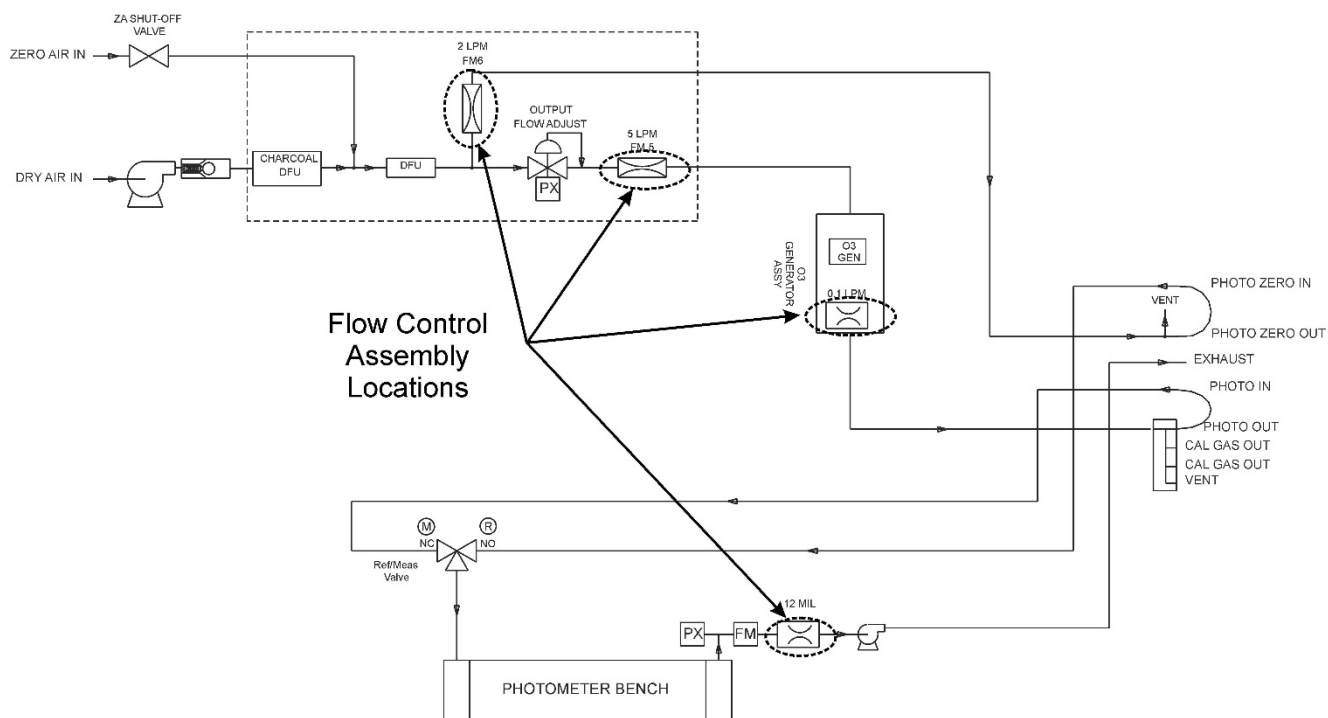 ZA SHUT-OFF
VALVE
ZERO AIR IN
2 LPM
FM6
OUTPUT
FLOW ADJUST
5 LPM
FM 5
CHARCOAL
DFU
DFU
DRY AIR IN
PX
O3
GENERATOR
ASSY
O3
GEN
0.1 LPM
PHOTO ZERO IN
VENT
PHOTO ZERO OUT
EXHAUST
PHOTO IN
PHOTO OUT
CAL GAS OUT
CAL GAS OUT
VENT
Flow Control
Assembly
Locations
M
R
NC
NO
Ref/Meas
Valve
12 MIL
PX
FM
PHOTOMETER BENCH